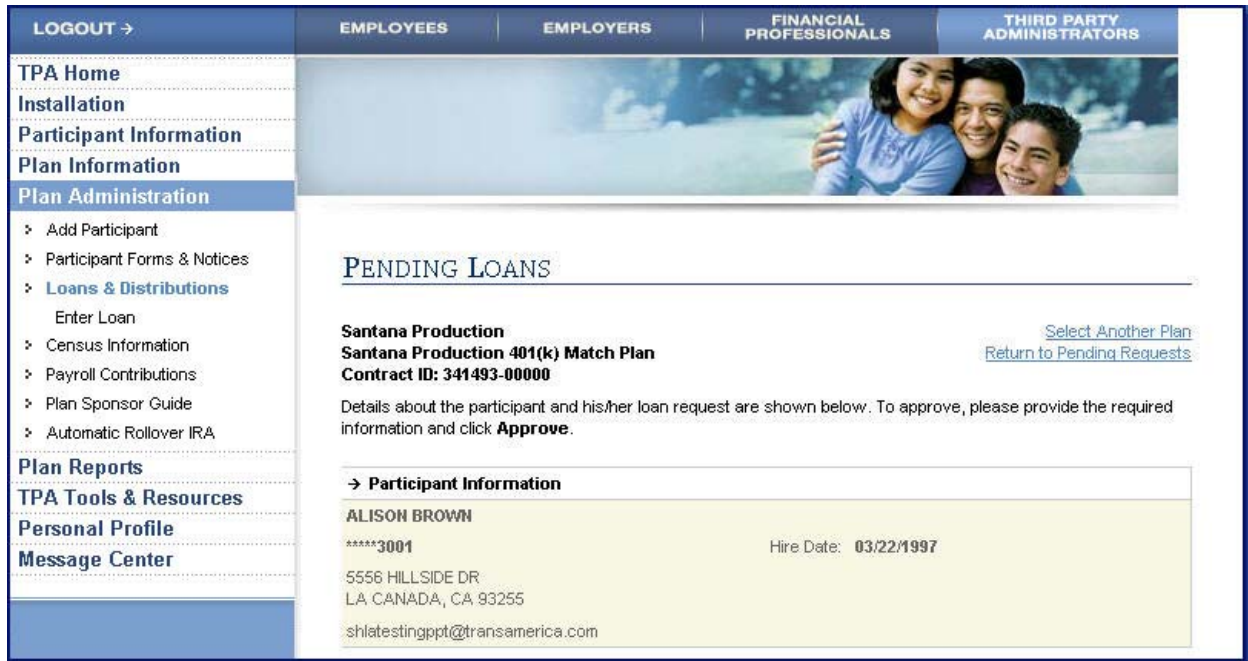 LOGOUT →
EMPLOYEES
EMPLOYERS
FINANCIAL
PROFESSIONALS
THIRD PARTY
ADMINISTRATORS
TPA Home
Installation
Participant Information
Plan Information
Plan Administration
Add Participant
Participant Forms & Notices
Loans & Distributions
Enter Loan
Census Information
Payroll Contributions
Plan Sponsor Guide
Automatic Rollover IRA
Plan Reports
TPA Tools & Resources
Personal Profile
Message Center
PENDING LOANS
Santana Production
Santana Production 401(k) Match Plan
Contract ID: 341493-00000
Select Another Plan
Return to Pending Requests
Details about the participant and his/her loan request are shown below. To approve, please provide the required
information and click Approve.
→ Participant Information
ALISON BROWN
*****3001 Hire Date: 03/22/1997
5556 HILLSIDE DR
LA CANADA, CA 93255
shlatestingppt@transamerica.com